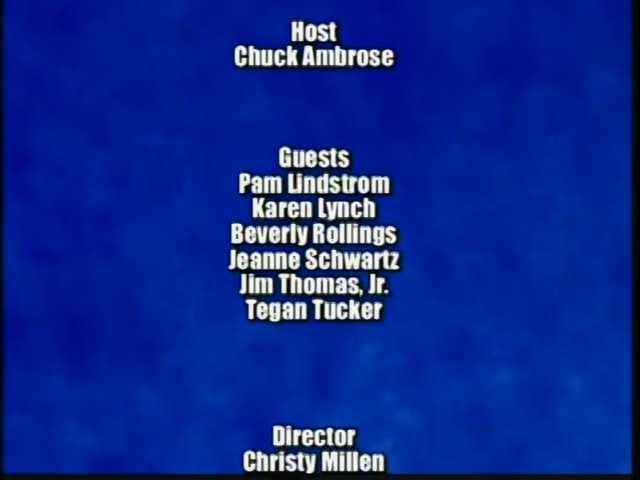 Host
Chuck Ambrose
Guests
Pam Lindstrom
Karen Lynch
Beverly Rollings
Jeanne Schwartz
Jim Thomas, Jr.
Tegan Tucker
Director
Christy Millen